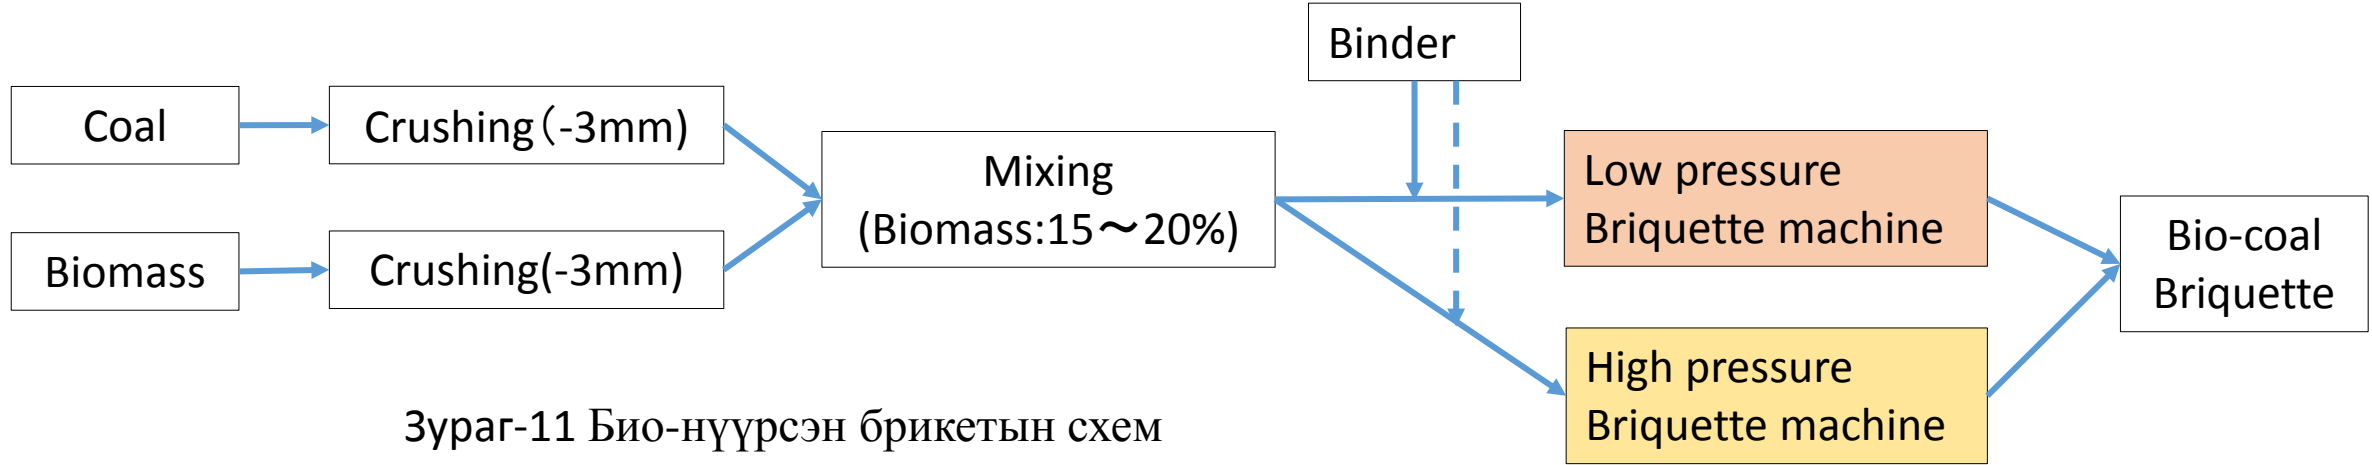 Binder
Coal
Crushing（-3mm)
Mixing
(Biomass:15～20%)
Low pressure
Briquette machine
Biomass
Crushing(-3mm)
Bio-coal
Briquette
High pressure
Briquette machine
Зураг-11 Био-нүүрсэн брикетын схем